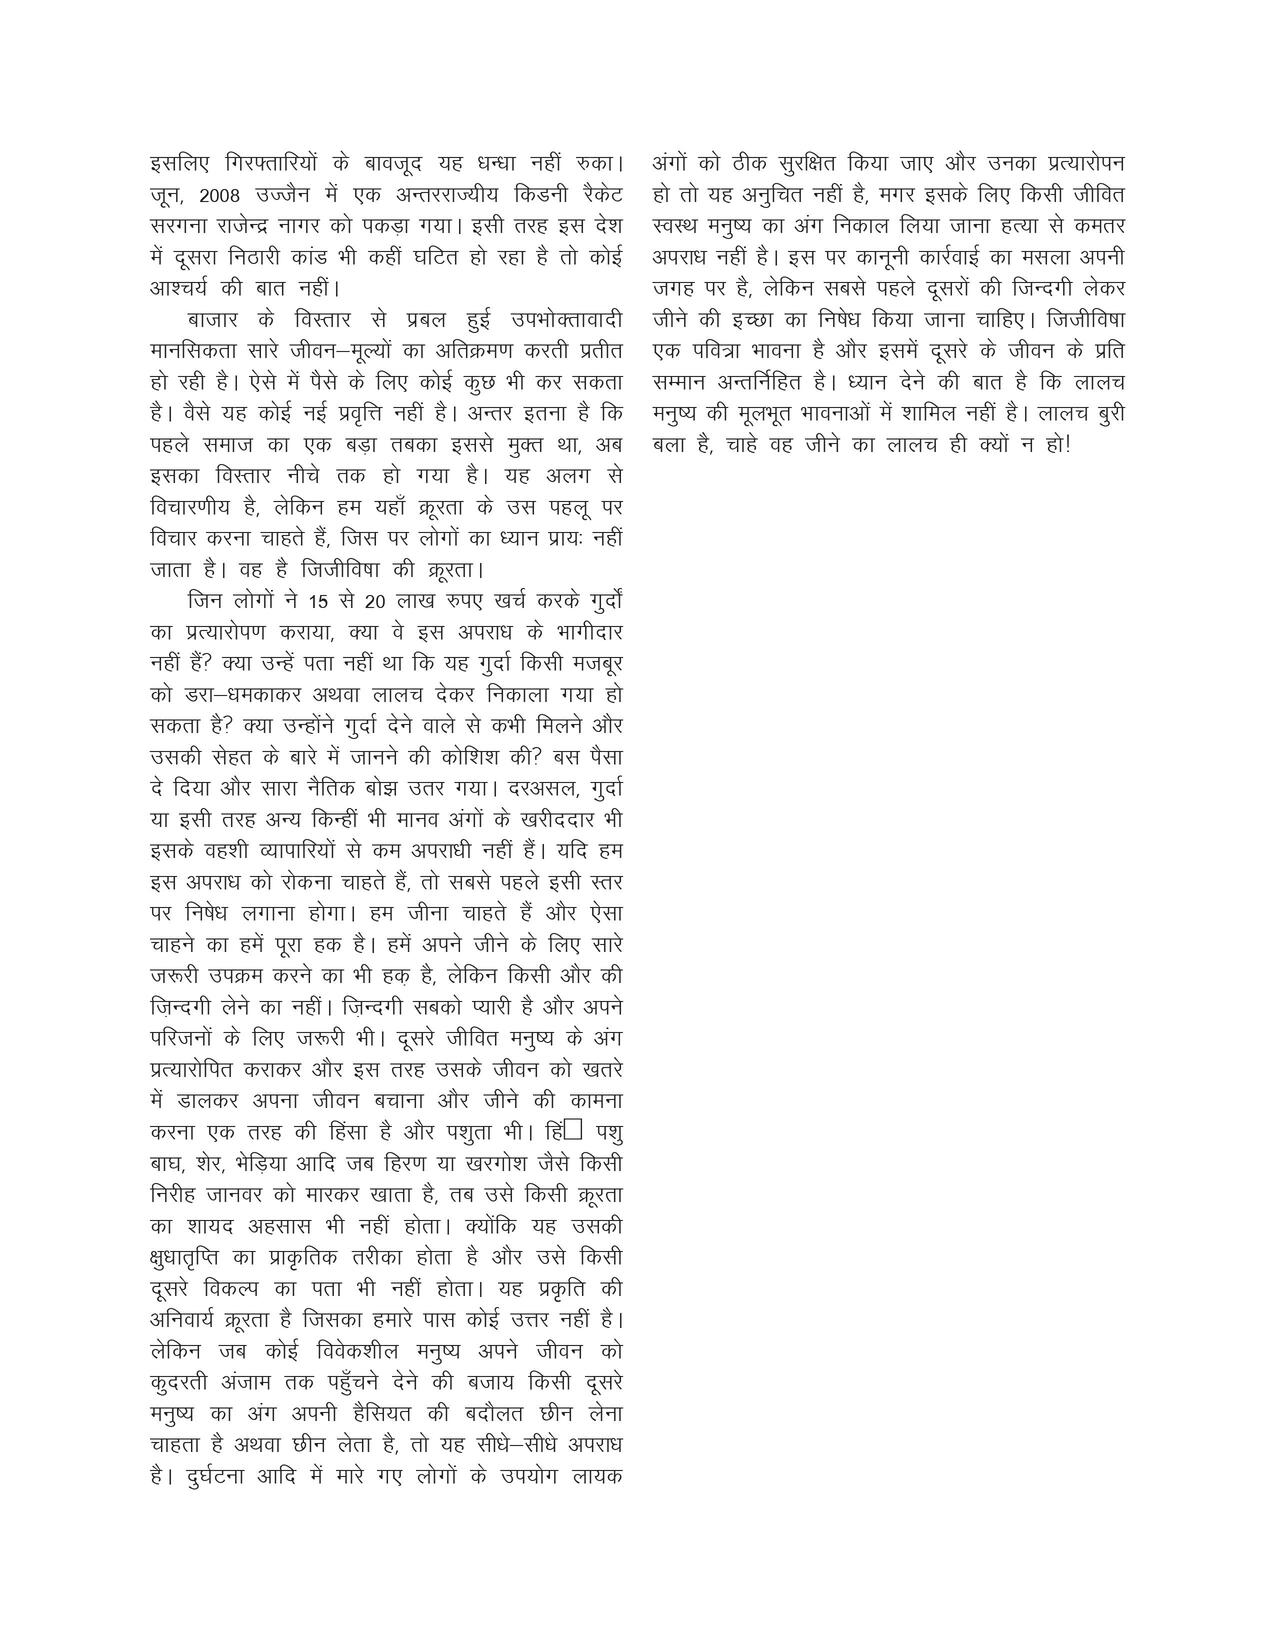 इसलिए गिरफ्तारियों के बावजूद यह धन्धा नहीं रुका।
जून, 2008 उज्जैन में एक अन्तरराज्यीय किडनी रैकेट
सरगना राजेन्द्र नागर को पकड़ा गया। इसी तरह इस देश
में दूसरा निठारी कांड भी कहीं घटित हो रहा है तो कोई
आश्चर्य की बात नहीं।
बाजार के विस्तार से प्रबल हुई उपभोक्तावादी
मानसिकता सारे जीवन–मूल्यों का अतिक्रमण करती प्रतीत
हो रही है। ऐसे में पैसे के लिए कोई कुछ भी कर सकता
है। वैसे यह कोई नई प्रवृत्ति नहीं है। अन्तर इतना है कि
पहले समाज का एक बड़ा तबका इससे मुक्त था, अब
इसका विस्तार नीचे तक हो गया है। यह अलग से
विचारणीय है, लेकिन हम यहाँ क्रूरता के उस पहलू पर
विचार करना चाहते हैं, जिस पर लोगों का ध्यान प्रायः नहीं
जाता है। वह है जिजीविषा की क्रूरता।
जिन लोगों ने 15 से 20 लाख रुपए खर्च करके गुर्दों
का प्रत्यारोपण कराया, क्या वे इस अपराध के भागीदार
नहीं हैं? क्या उन्हें पता नहीं था कि यह गुर्दा किसी मजबूर
को डरा–धमकाकर अथवा लालच देकर निकाला गया हो
सकता है? क्या उन्होंने गुर्दा देने वाले से कभी मिलने और
उसकी सेहत के बारे में जानने की कोशिश की? बस पैसा
दे दिया और सारा नैतिक बोझ उतर गया। दरअसल, गुर्दा
या इसी तरह अन्य किन्हीं भी मानव अंगों के खरीददार भी
इसके वहशी व्यापारियों से कम अपराधी नहीं हैं। यदि हम
इस अपराध को रोकना चाहते हैं, तो सबसे पहले इसी स्तर
पर निषेध लगाना होगा। हम जीना चाहते हैं और ऐसा
चाहने का हमें पूरा हक है। हमें अपने जीने के लिए सारे
जरूरी उपक्रम करने का भी हक़ है, लेकिन किसी और की
ज़िन्दगी लेने का नहीं। ज़िन्दगी सबको प्यारी है और अपने
परिजनों के लिए जरूरी भी। दूसरे जीवित मनुष्य के अंग
प्रत्यारोपित कराकर और इस तरह उसके जीवन को खतरे
में डालकर अपना जीवन बचाना और जीने की कामना
करना एक तरह की हिंसा है और पशुता भी। हिं□ पशु
बाघ, शेर, भेड़िया आदि जब हिरण या खरगोश जैसे किसी
निरीह जानवर को मारकर खाता है, तब उसे किसी क्रूरता
का शायद अहसास भी नहीं होता। क्योंकि यह उसकी
क्षुधातृप्ति का प्राकृतिक तरीका होता है और उसे किसी
दूसरे विकल्प का पता भी नहीं होता। यह प्रकृति की
अनिवार्य क्रूरता है जिसका हमारे पास कोई उत्तर नहीं है।
लेकिन जब कोई विवेकशील मनुष्य अपने जीवन को
कुदरती अंजाम तक पहुँचने देने की बजाय किसी दूसरे
मनुष्य का अंग अपनी हैसियत की बदौलत छीन लेना
चाहता है अथवा छीन लेता है, तो यह सीधे–सीधे अपराध
है। दुर्घटना आदि में मारे गए लोगों के उपयोग लायक
अंगों को ठीक सुरक्षित किया जाए और उनका प्रत्यारोपन
हो तो यह अनुचित नहीं है, मगर इसके लिए किसी जीवित
स्वस्थ मनुष्य का अंग निकाल लिया जाना हत्या से कमतर
अपराध नहीं है। इस पर कानूनी कार्रवाई का मसला अपनी
जगह पर है, लेकिन सबसे पहले दूसरों की जिन्दगी लेकर
जीने की इच्छा का निषेध किया जाना चाहिए। जिजीविषा
एक पवित्रा भावना है और इसमें दूसरे के जीवन के प्रति
सम्मान अन्तर्निहित है। ध्यान देने की बात है कि लालच
मनुष्य की मूलभूत भावनाओं में शामिल नहीं है। लालच बुरी
बला है, चाहे वह जीने का लालच ही क्यों न हो!